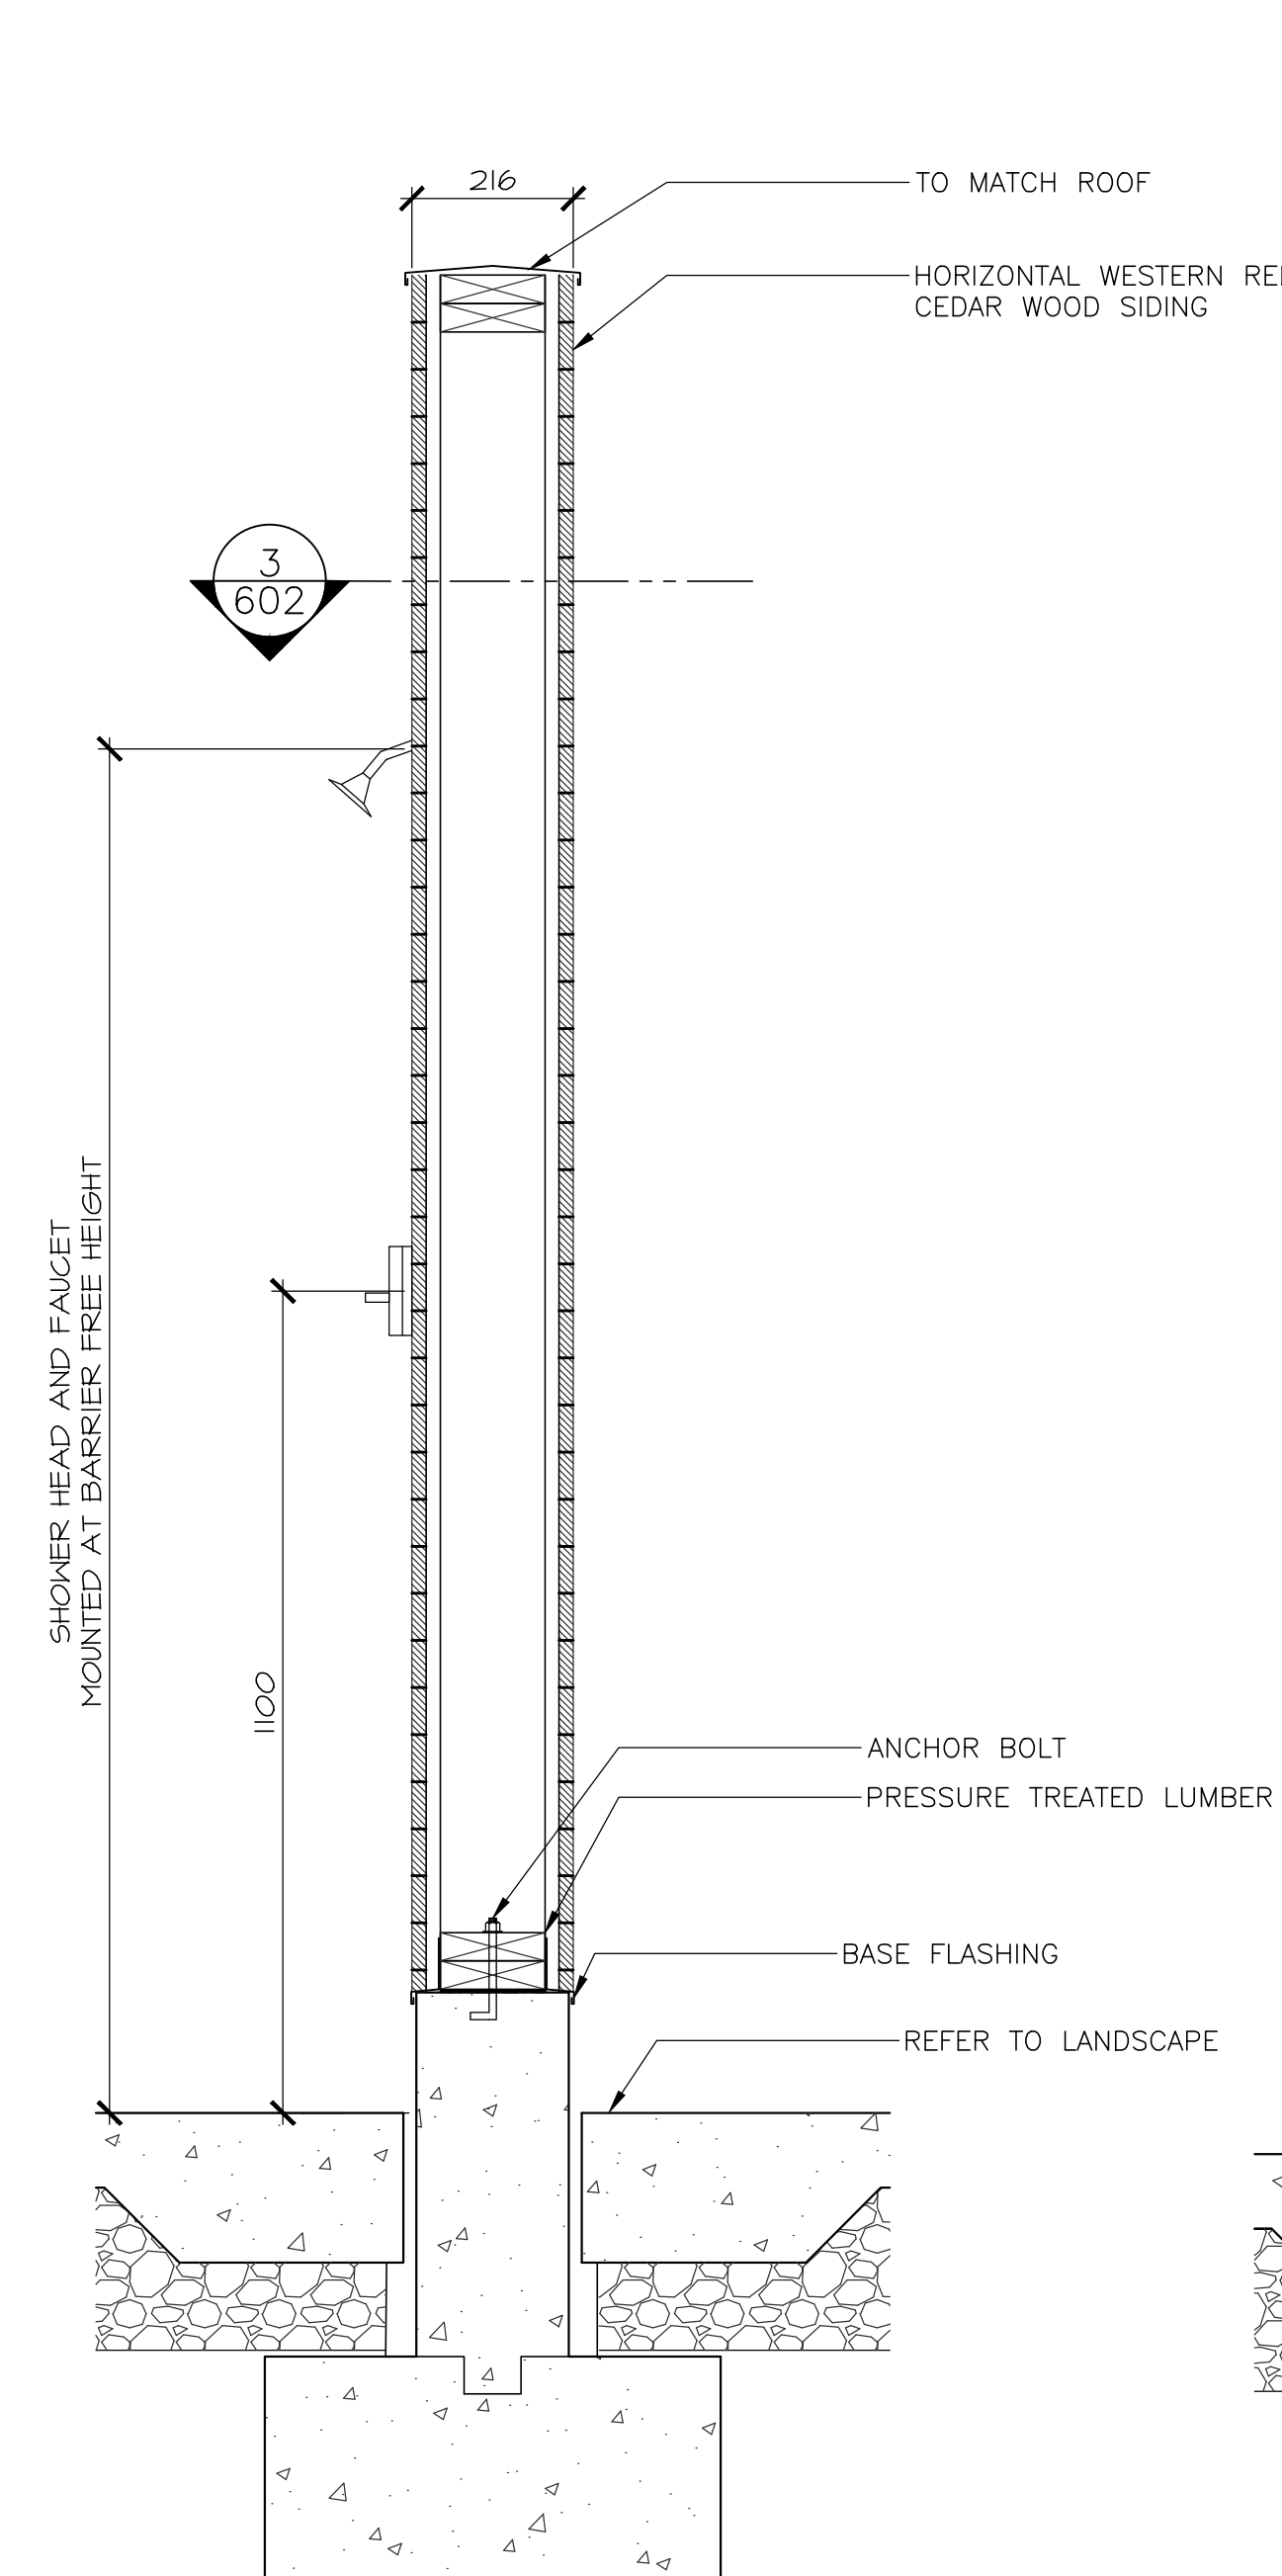 216
TO MATCH ROOF
HORIZONTAL WESTERN
CEDAR WOOD SIDING
3
602
SHOWER HEAD AND FAUCET
MOUNTED AT BARRIER FREE HEIGHT
1100
ANCHOR BOLT
PRESSURE TREATED LUMBER
BASE FLASHING
REFER TO LANDSCAPE